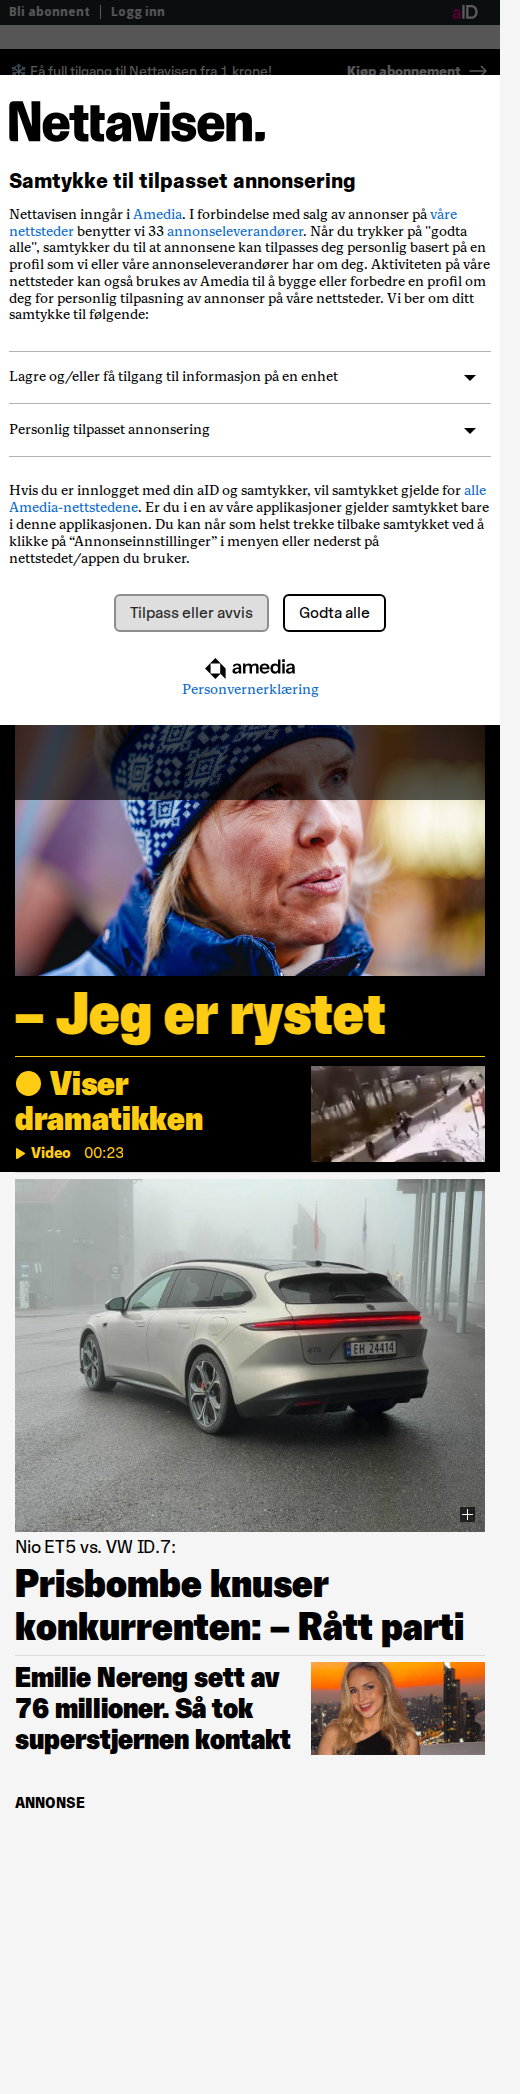 Bli abonnent | Logg inn aID
Få full tilgang til Nettavisen fra 1 krone! Kjøp abonnement
Nettavisen.
Samtykke til tilpasset annonsering
Nettavisen inngår i Amedia. I forbindelse med salg av annonser på våre
nettsteder benytter vi 33 annonseleverandører. Når du trykker på "godta
alle", samtykker du til at annonsene kan tilpasses deg personlig basert på en
profil som vi eller våre annonseleverandører har om deg. Aktiviteten på våre
nettsteder kan også brukes av Amedia til å bygge eller forbedre en profil om
deg for personlig tilpasning av annonser på våre nettsteder. Vi ber om ditt
samtykke til følgende:
Lagre og/eller få tilgang til informasjon på en enhet
Personlig tilpasset annonsering
Hvis du er innlogget med din aID og samtykker, vil samtykket gjelde for alle
Amedia-nettstedene. Er du i en av våre applikasjoner gjelder samtykket bare
i denne applikasjonen. Du kan når som helst trekke tilbake samtykket ved å
klikke på “Annonseinnstillinger” i menyen eller nederst på
nettstedet/appen du bruker.
Tilpass eller avvis Godta alle
amedia
Personvernerklæring
– Jeg er rystet
Viser
dramatikken
Video 00:23
EH 24414
Nio ET5 vs. VW ID.7:
Prisbombe knuser
konkurrenten: – Rått parti
Emilie Nereng sett av
76 millioner. Så tok
superstjernen kontakt
ANNONSE